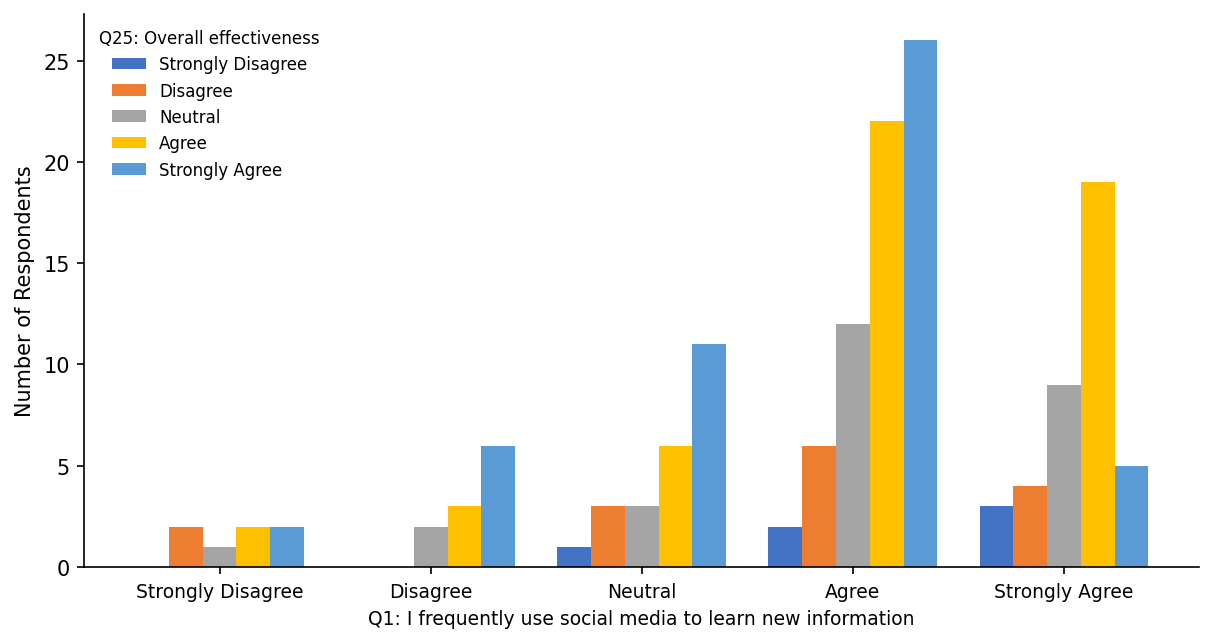 Q25: Overall effectiveness
Strongly Disagree
Disagree
Neutral
Agree
Strongly Agree
Number of Respondents
25
20
15
10
5
0
Strongly Disagree
Disagree
Neutral
Agree
Strongly Agree
Q1: I frequently use social media to learn new information